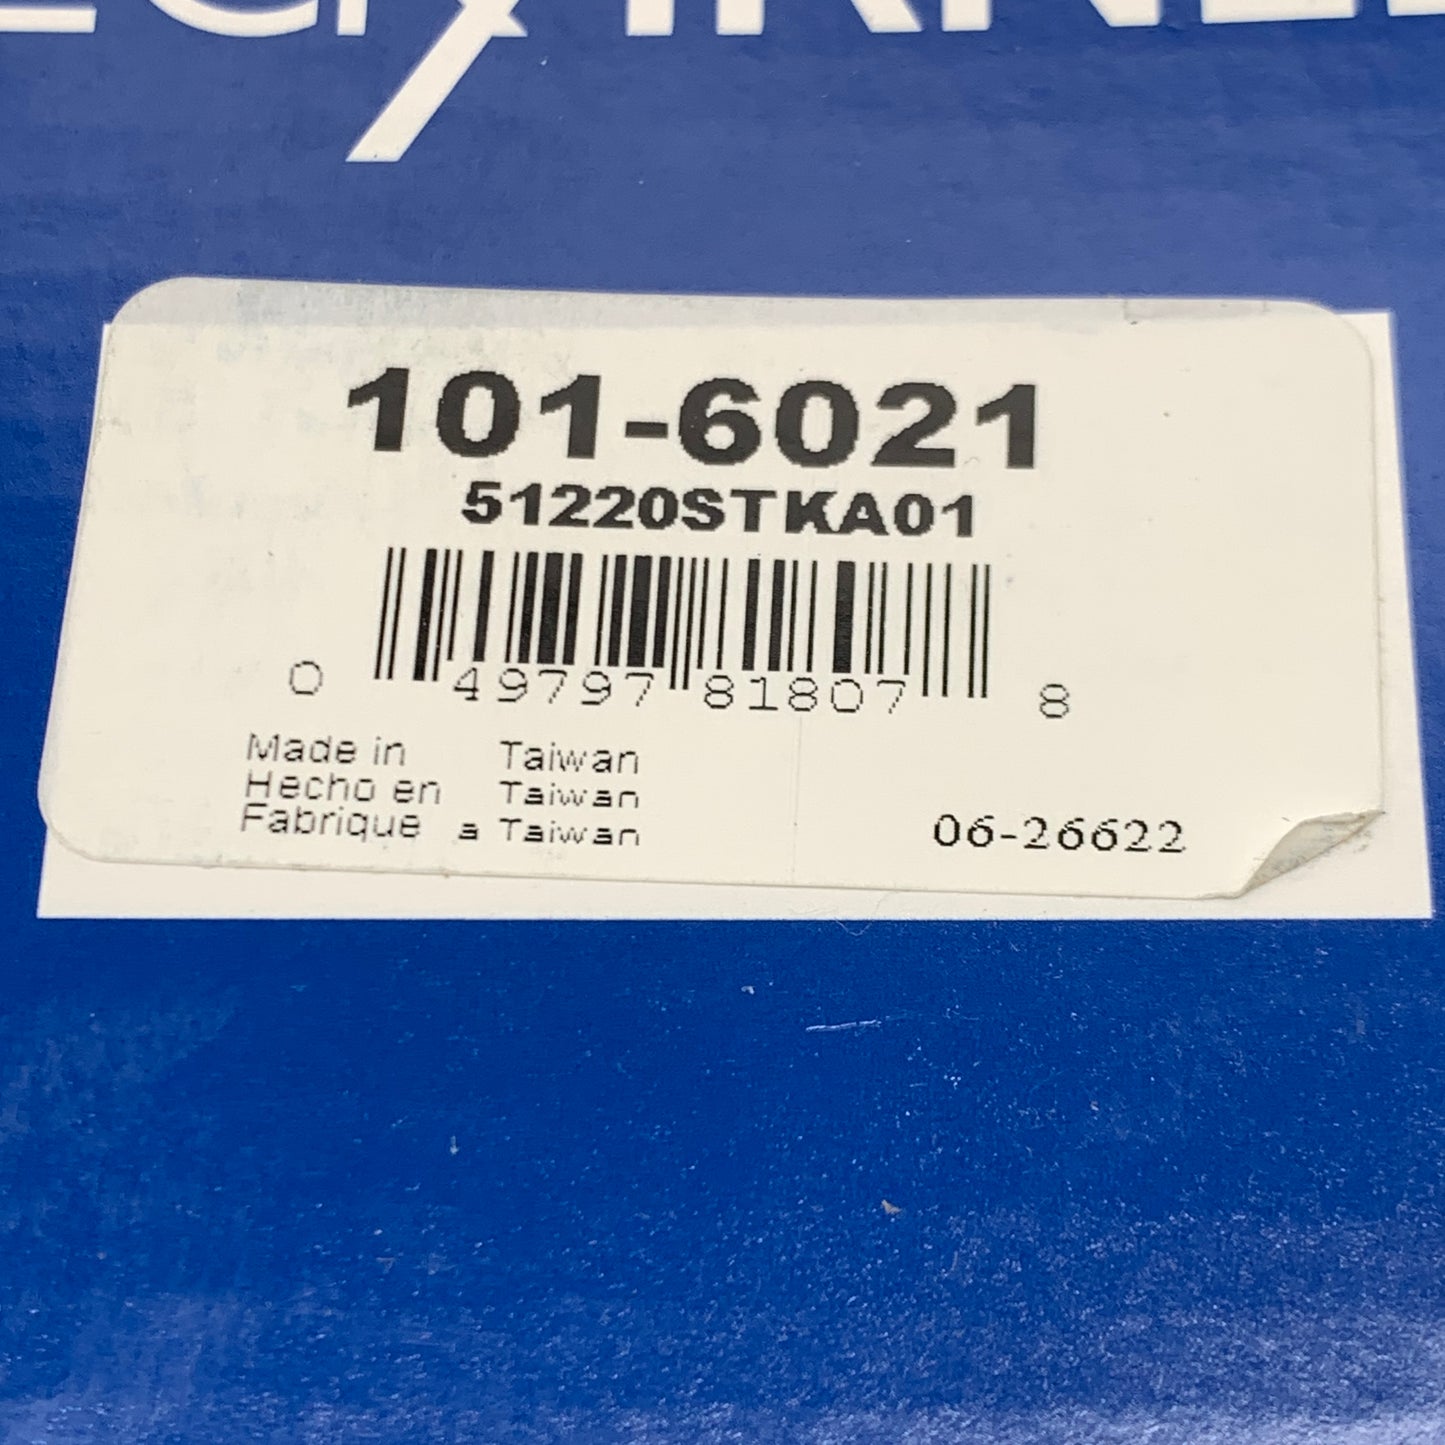 101-6021
51220STKA01
0 49797 81807 8
Made in Taiwan
Hecho en Taiwan
Fabrique a Taiwan
06-26622